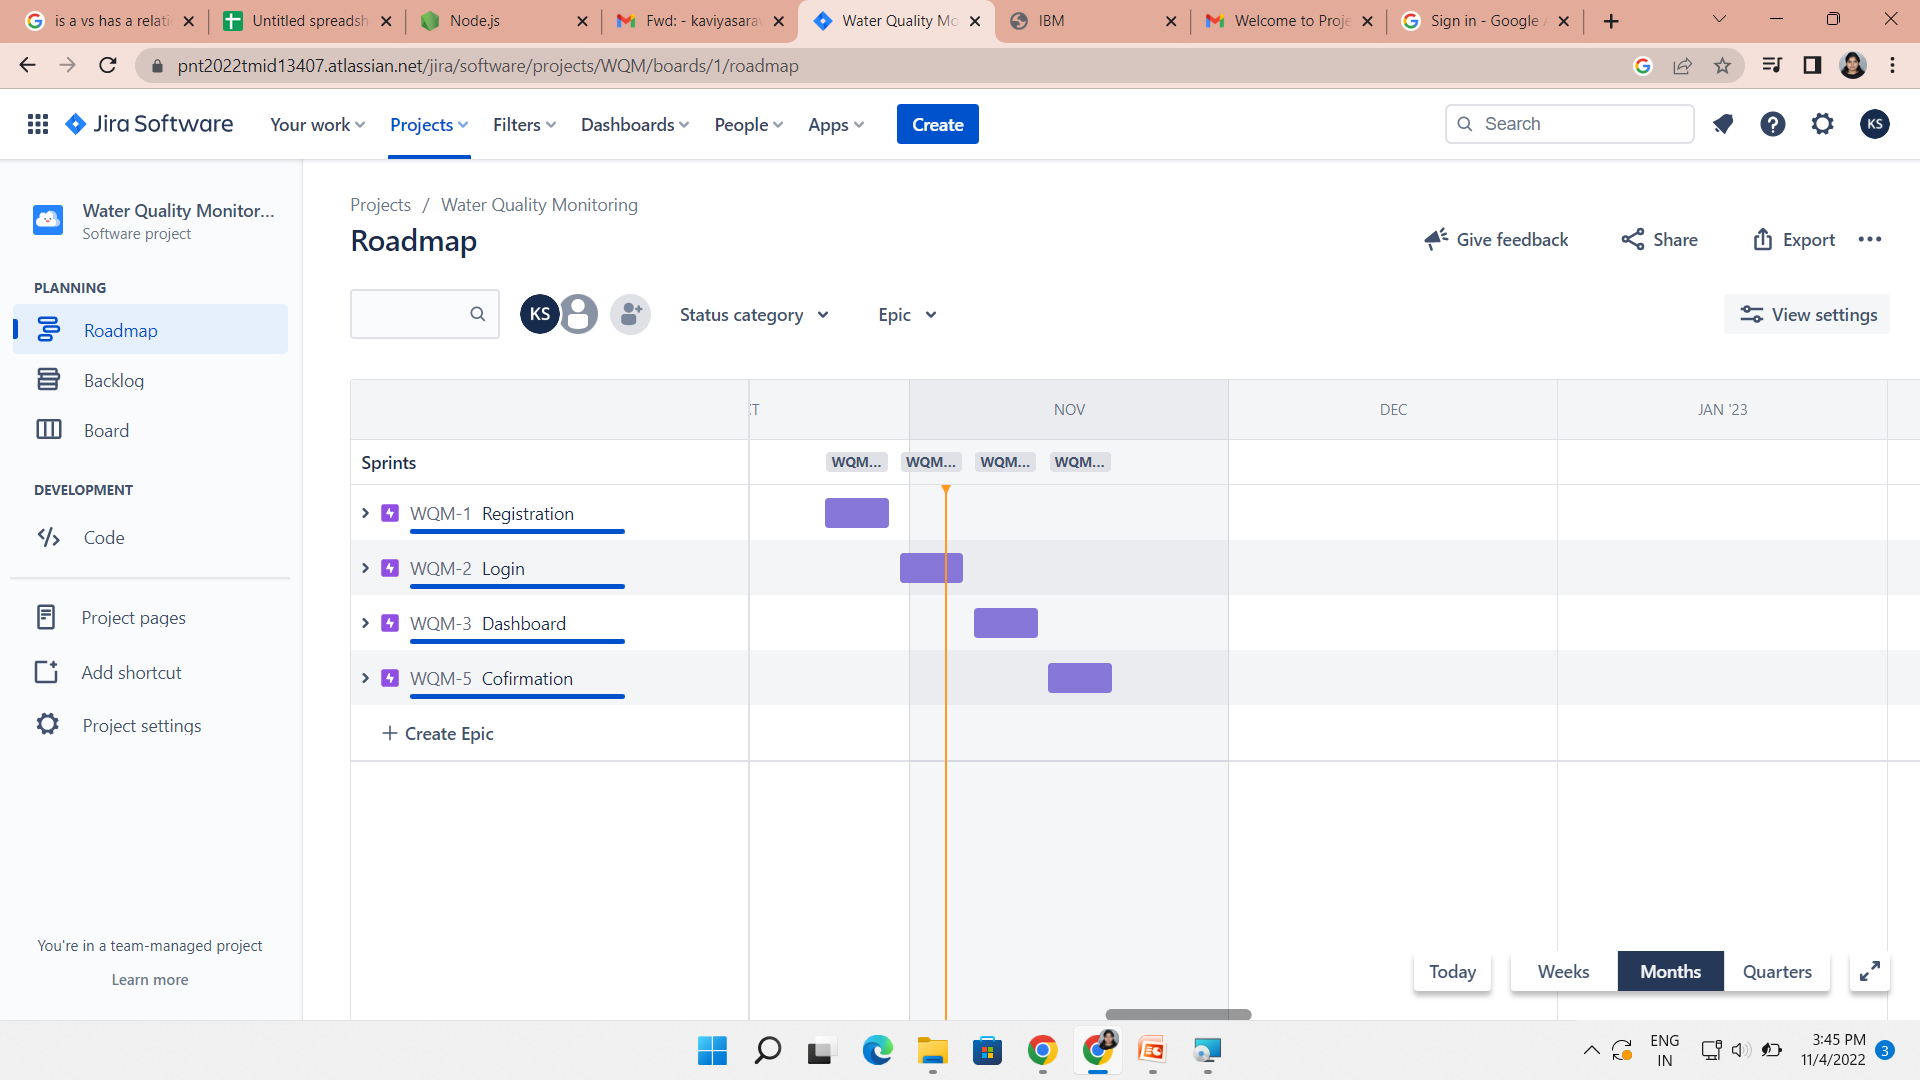 is a vs has a relati
Untitled spreadsh
Node.js
Fwd: - kaviyasarav
Water Quality Mo
IBM
Welcome to Proje
Sign in - Google A
pnt2022tmid13407.atlassian.net/jira/software/projects/WQM/boards/1/roadmap
Jira Software
Your work
Projects
Filters
Dashboards
People
Apps
Create
Search
KS
Water Quality Monitor...
Software project
PLANNING
Roadmap
Backlog
Board
DEVELOPMENT
Code
Project pages
Add shortcut
Project settings
You're in a team-managed project
Learn more
Projects / Water Quality Monitoring
Roadmap
Give feedback
Share
Export
KS
Status category
Epic
View settings
CT
NOV
DEC
JAN '23
Sprints
WQM...
WQM...
WQM...
WQM...
WQM-1 Registration
WQM-2 Login
WQM-3 Dashboard
WQM-5 Cofirmation
+ Create Epic
Today
Weeks
Months
Quarters
ENG
IN
3:45 PM
11/4/2022
3